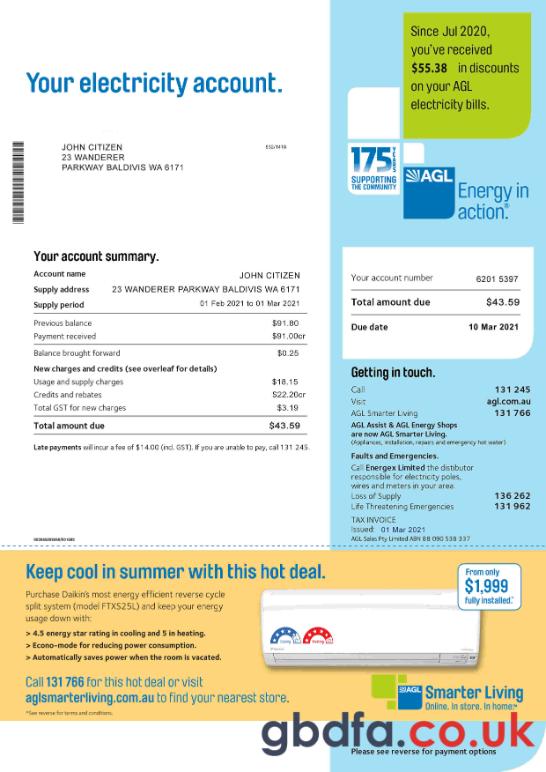 Since Jul 2020,
you've received
$55.38 in discounts
on your AGL
electricity bills.
Your electricity account.
JOHN CITIZEN
23 WANDERER
PARKWAY BALDIVIS WA 6171
175 YEARS
SUPPORTING
THE COMMUNITY
AGL
Energy in
action.®
Your account summary.
Account name JOHN CITIZEN
Supply address 23 WANDERER PARKWAY BALDIVIS WA 6171
Supply period 01 Feb 2021 to 01 Mar 2021
Previous balance $91.80
Payment received $91.00cr
Balance brought forward $0.25
New charges and credits (see overleaf for details)
Usage and supply charges $18.15
Credits and rebates $22.20cr
Total GST for new charges $3.19
Total amount due $43.59
Late payments will incur a fee of $14.00 (incl. GST). If you are unable to pay, call 131 245.
Your account number 6201 5397
Total amount due $43.59
Due date 10 Mar 2021
Getting in touch.
Call 131 245
Visit agl.com.au
AGL Smarter Living 131 766
AGL Assist & AGL Energy Shops
are now AGL Smarter Living.
(Appliances, installation, repairs and emergency hot water)
Faults and Emergencies.
Call Energex Limited the distibutor
responsible for electricity poles,
wires and meters in your area.
Loss of Supply 136 262
Life Threatening Emergencies 131 962
TAX INVOICE
Issued: 01 Mar 2021
AGL Sales Pty Limited ABN 88 090 538 337
Keep cool in summer with this hot deal.
Purchase Daikin's most energy efficient reverse cycle
split system (model FTXS25L) and keep your energy
usage down with:
> 4.5 energy star rating in cooling and 5 in heating.
> Econo-mode for reducing power consumption.
> Automatically saves power when the room is vacated.
Call 131 766 for this hot deal or visit
aglsmarterliving.com.au to find your nearest store.
*See reverse for terms and conditions.
From only
$1,999
fully installed.*
AGL
Smarter Living
Online. In store. In home.™
gbdfa.co.uk
Please see reverse for payment options